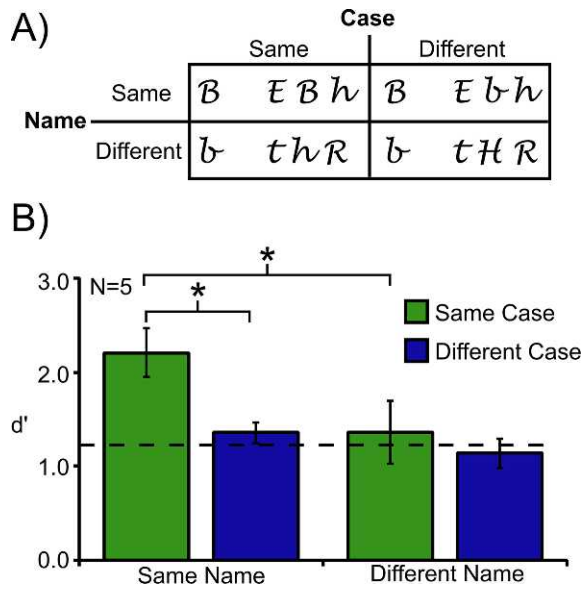 A)
Case
Same Different
Same B E B h B E b h
Name
Different b t h R b t H R
B)
3.0 N=5 * *
Same Case
Different Case
2.0
d'
1.0
0.0
Same Name Different Name